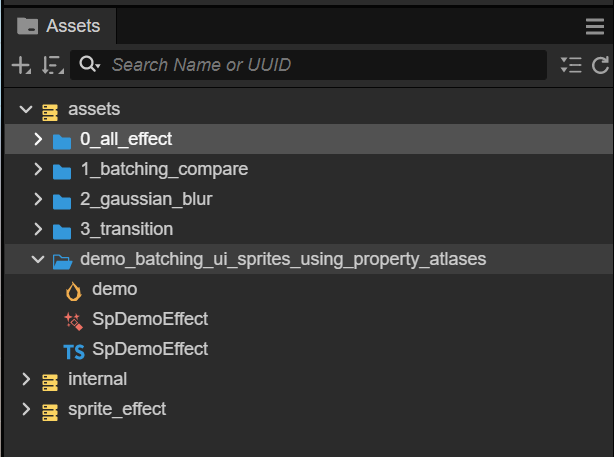 Assets
Search Name or UUID
assets
0_all_effect
1_batching_compare
2_gaussian_blur
3_transition
demo_batching_ui_sprites_using_property_atlases
demo
SpDemoEffect
TS SpDemoEffect
internal
sprite_effect